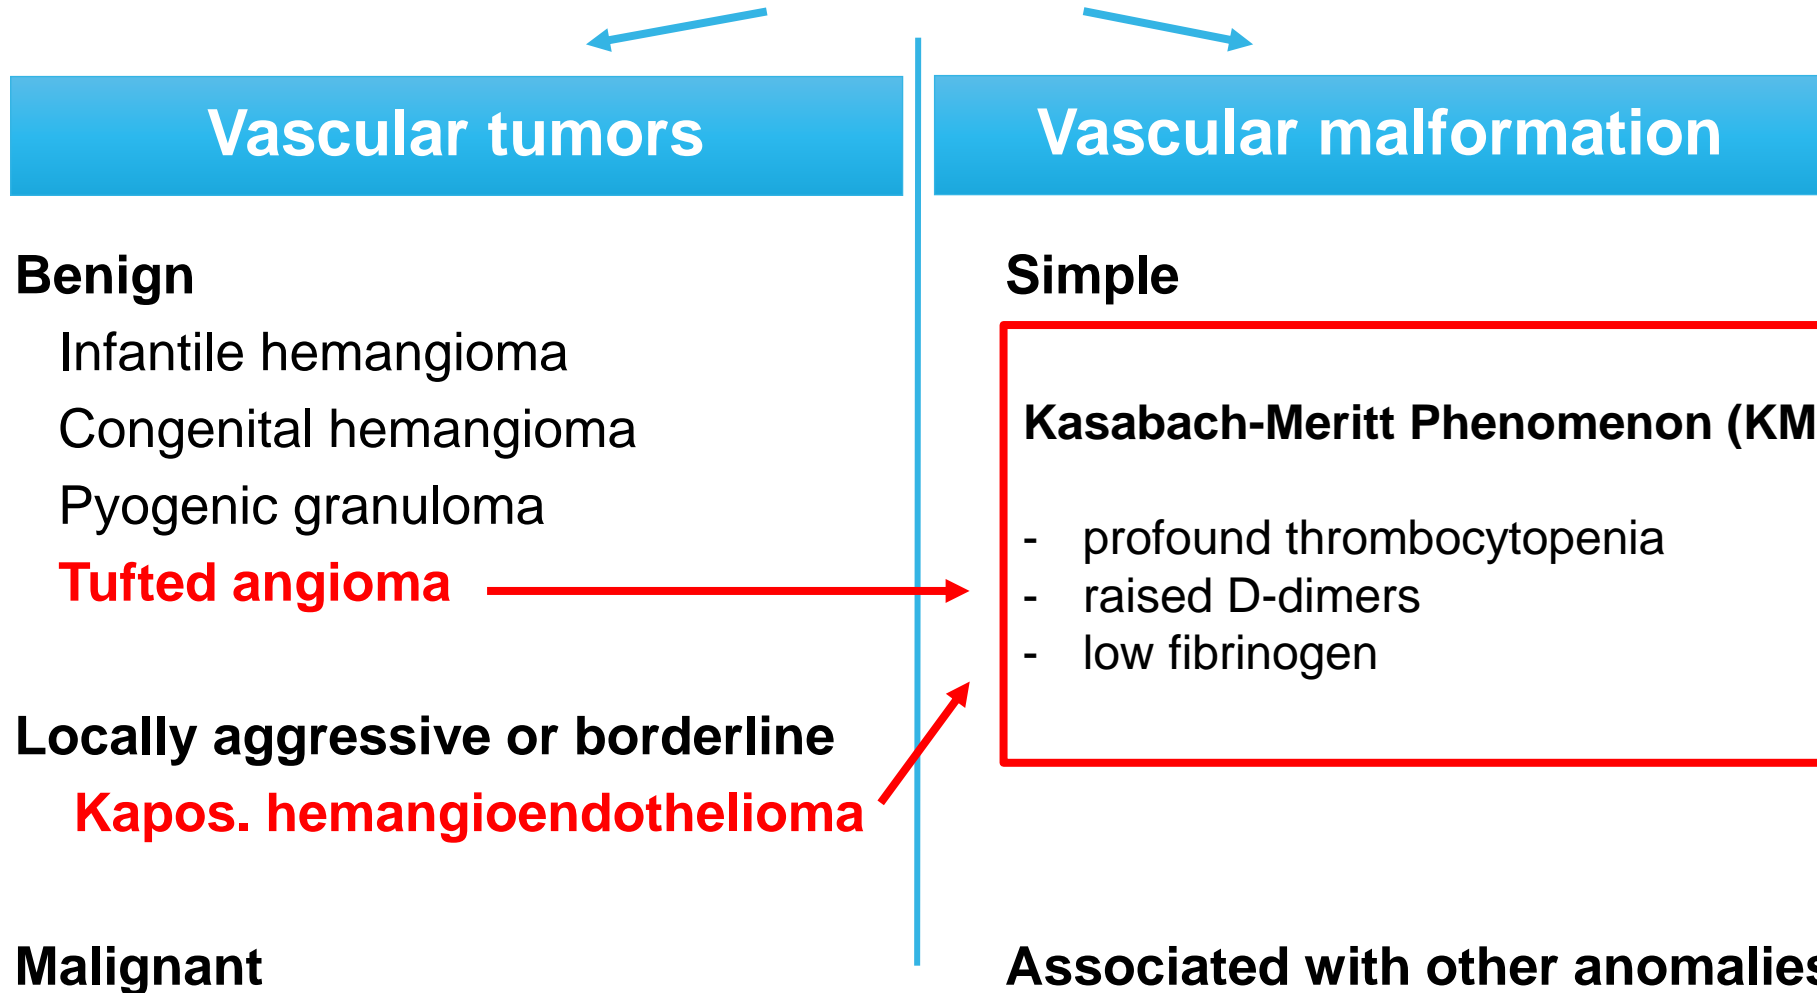 Vascular tumors
Benign
Infantile hemangioma
Congenital hemangioma
Pyogenic granuloma
Tufted angioma
Locally aggressive or borderline
Kapos. hemangioendothelioma
Malignant
Vascular malformation
Simple
Kasabach-Meritt Phenomenon (KM
- profound thrombocytopenia
- raised D-dimers
- low fibrinogen
Associated with other anomalies